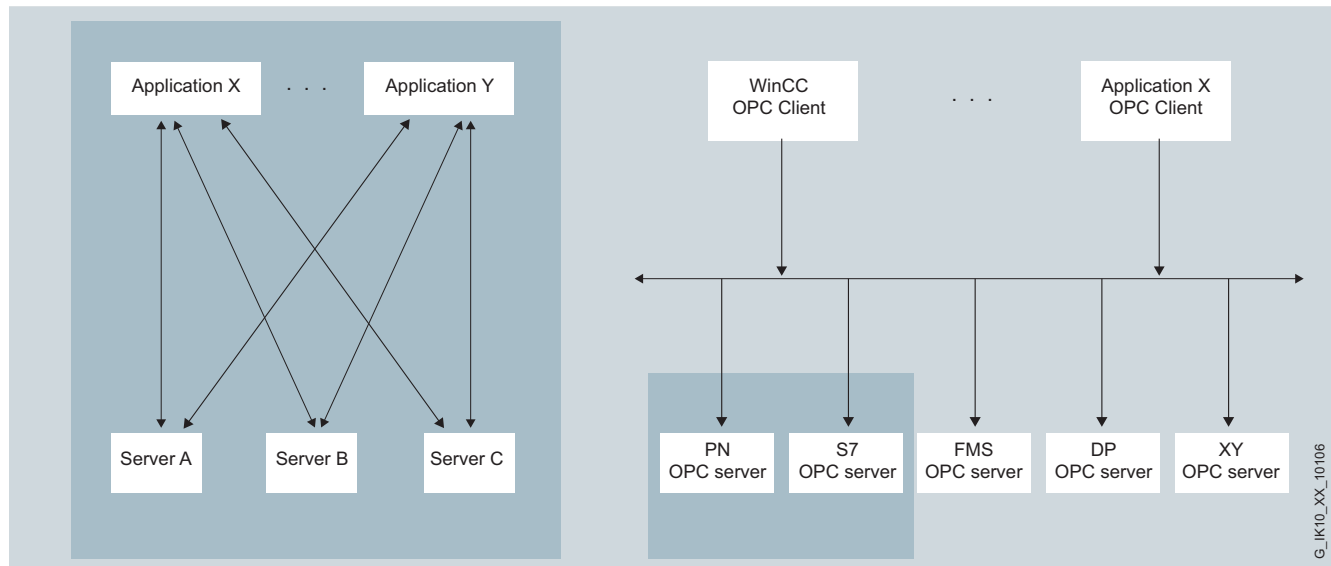 Application X
. . .
Application Y
Server A
Server B
Server C
WinCC
OPC Client
. . .
Application X
OPC Client
PN
OPC server
S7
OPC server
FMS
OPC server
DP
OPC server
XY
OPC server
G_IK10_XX_10106